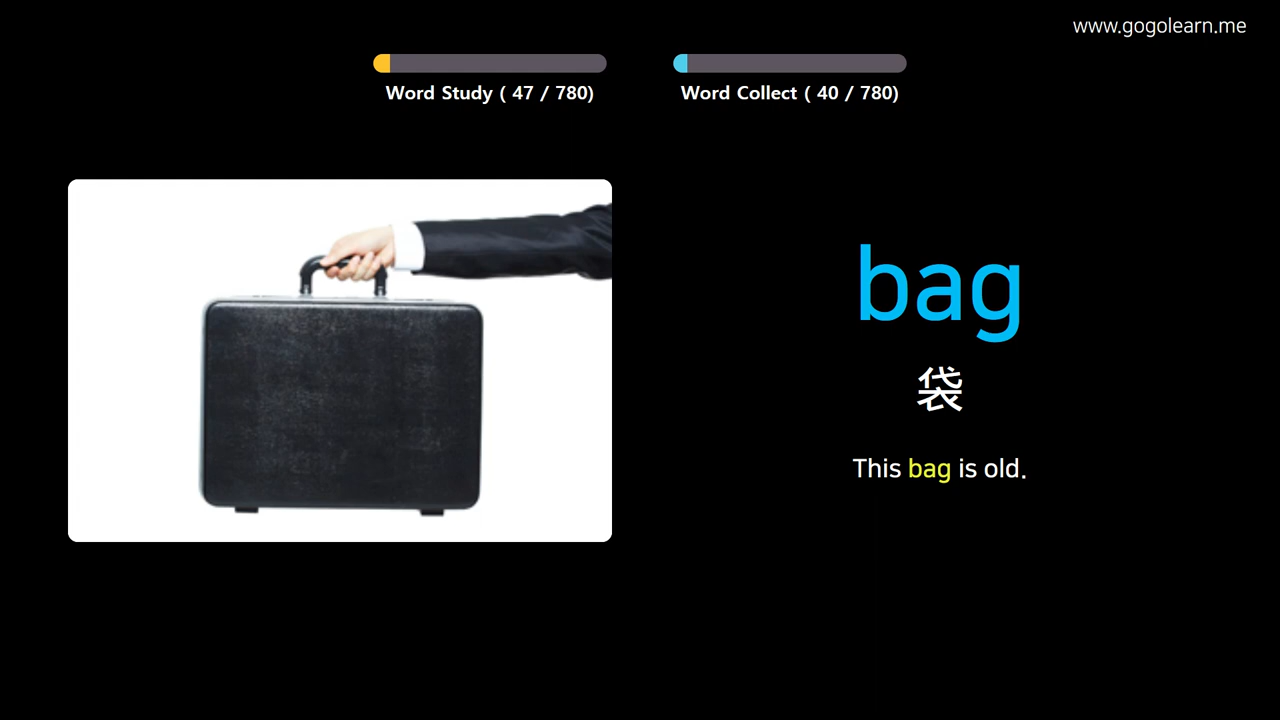 www.gogolearn.me
Word Study ( 47 / 780)
Word Collect ( 40 / 780)
bag
袋
This bag is old.